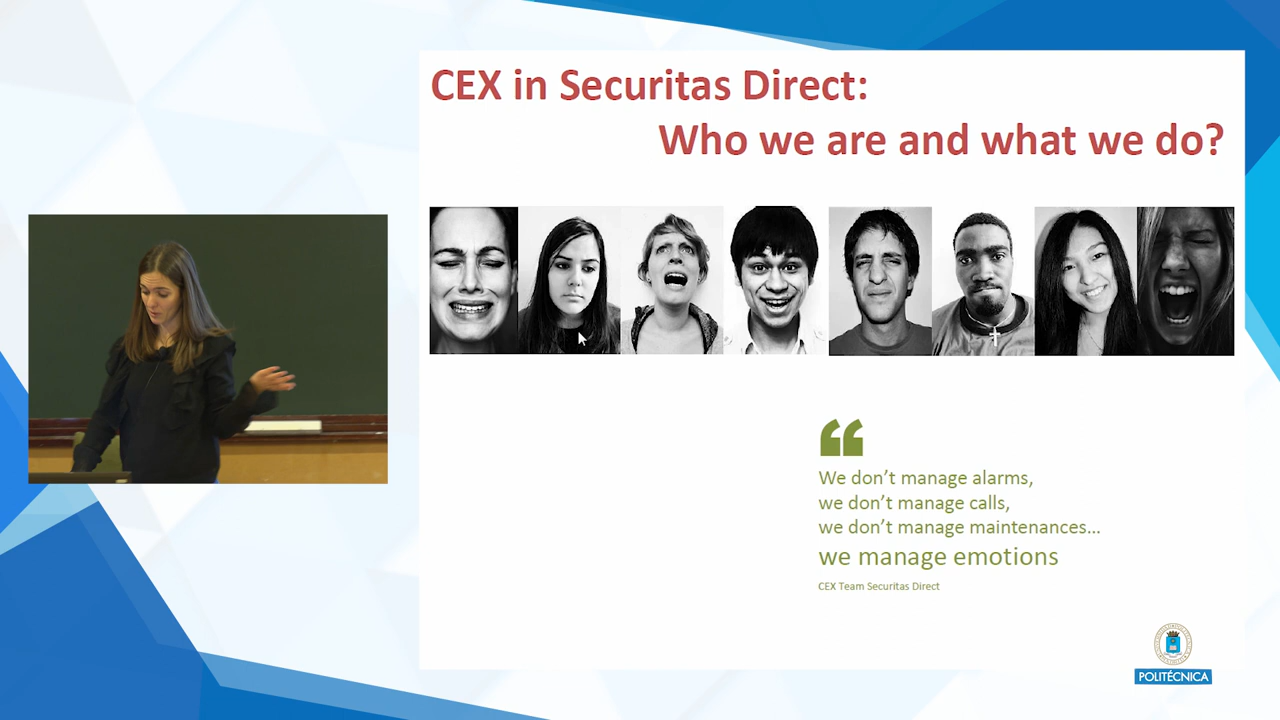 CEX in Securitas Direct:
Who we are and what we do?
“
We don’t manage alarms,
we don’t manage calls,
we don’t manage maintenances…
we manage emotions
CEX Team Securitas Direct
POLITÉCNICA